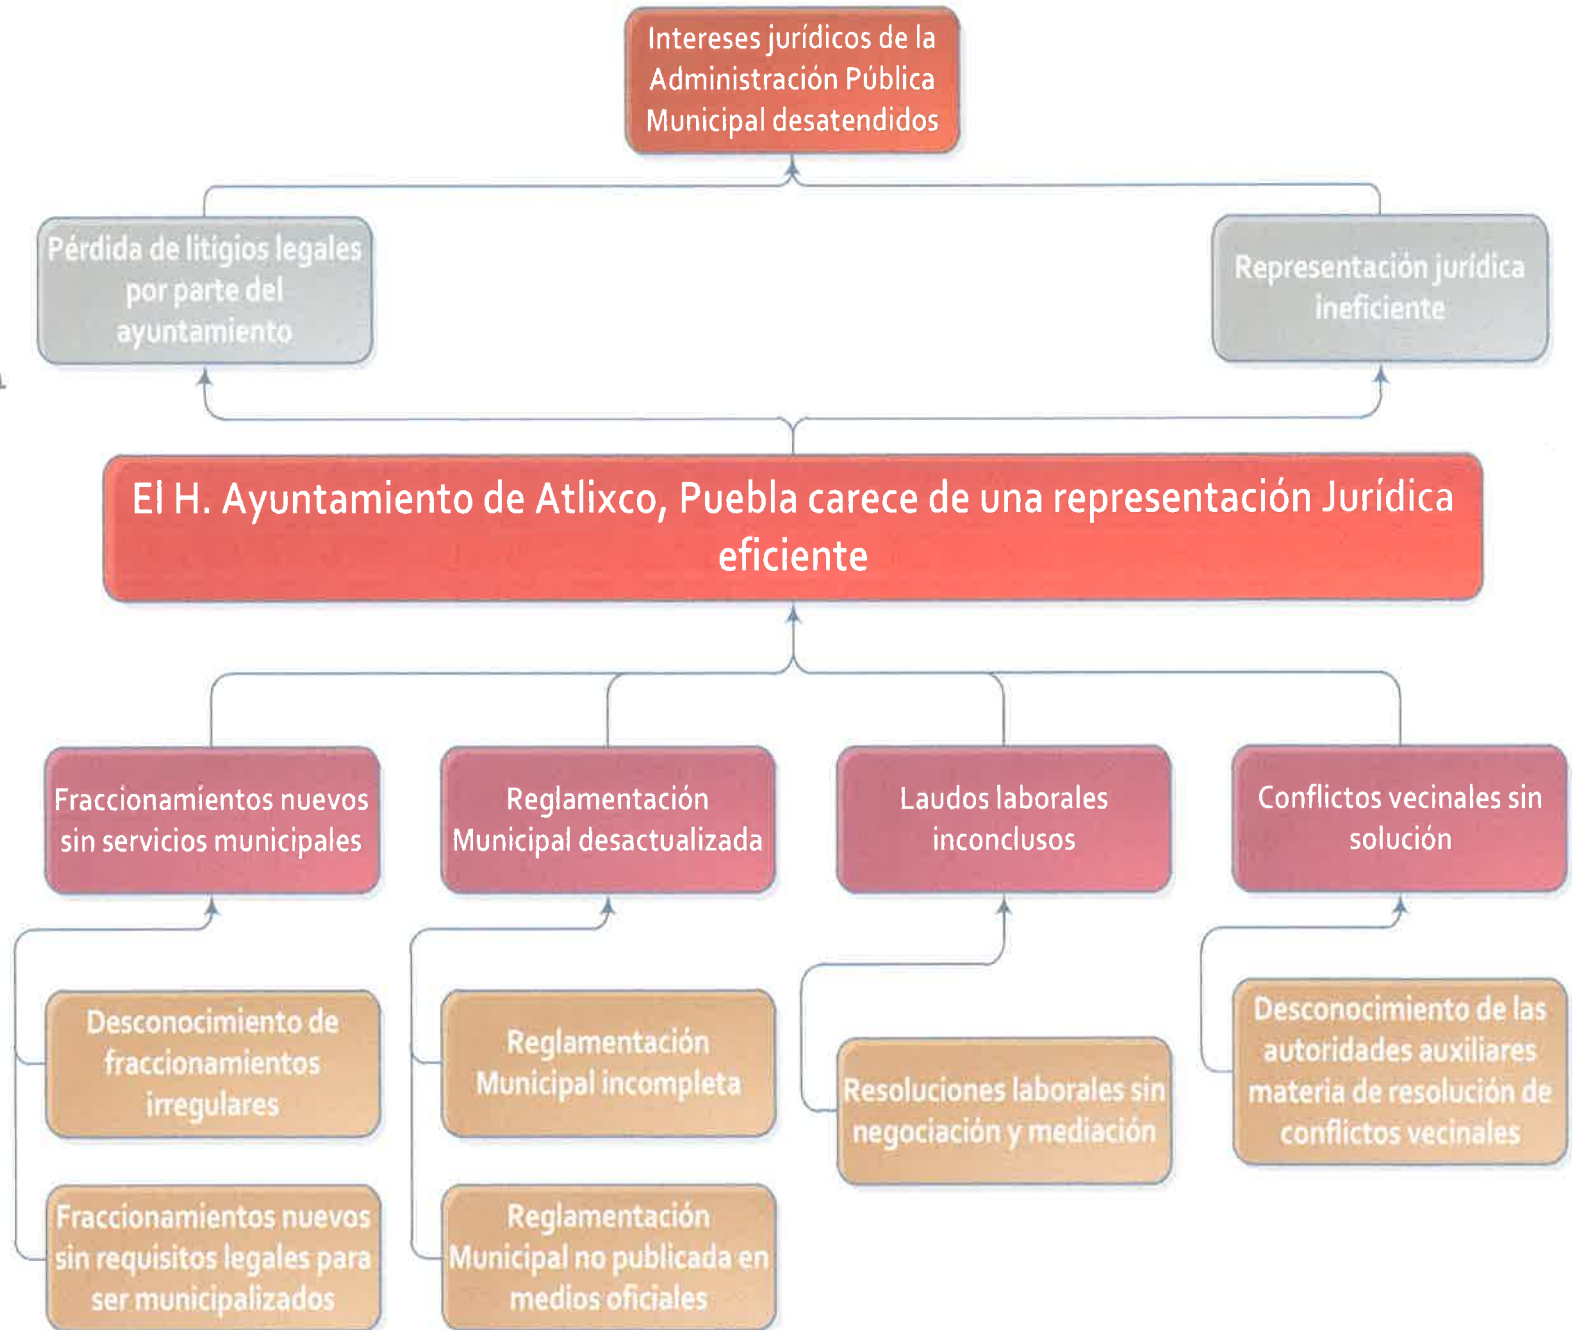 Intereses jurídicos de la
Administración Pública
Municipal desatendidos
Pérdida de litigios legales
por parte del
ayuntamiento
Representación jurídica
ineficiente
El H. Ayuntamiento de Atlixco, Puebla carece de una representación Jurídica
eficiente
Fraccionamientos nuevos
sin servicios municipales
Reglamentación
Municipal desactualizada
Laudos laborales
inconclusos
Conflictos vecinales sin
solución
Desconocimiento de
fraccionamientos
irregulares
Reglamentación
Municipal incompleta
Resoluciones laborales sin
negociación y mediación
Desconocimiento de las
autoridades auxiliares
materia de resolución de
conflictos vecinales
Fraccionamientos nuevos
sin requisitos legales para
ser municipalizados
Reglamentación
Municipal no publicada en
medios oficiales